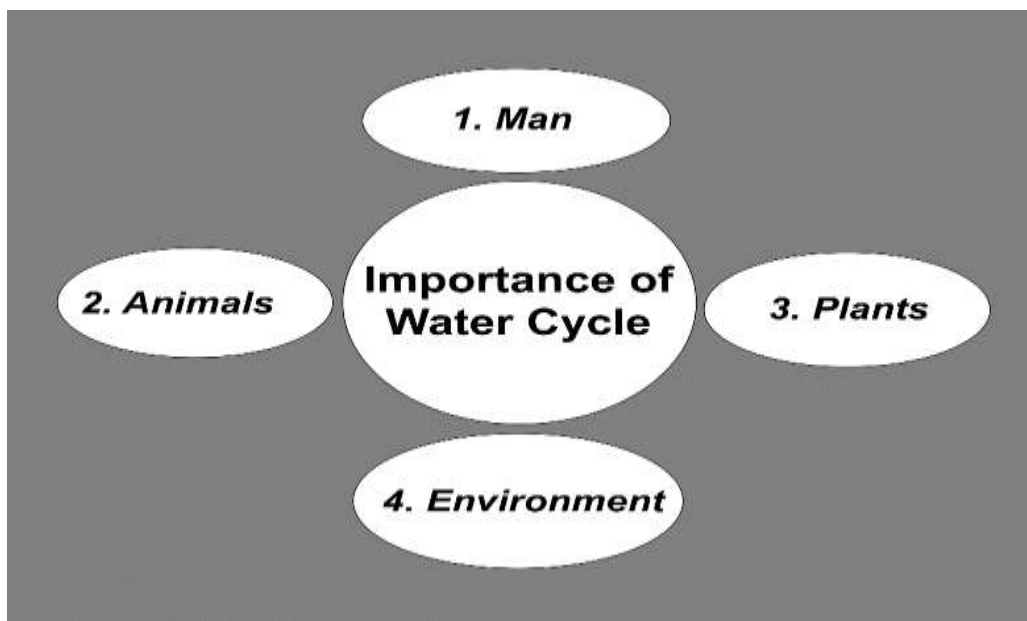 1. Man
Importance of
Water Cycle
2. Animals
3. Plants
4. Environment